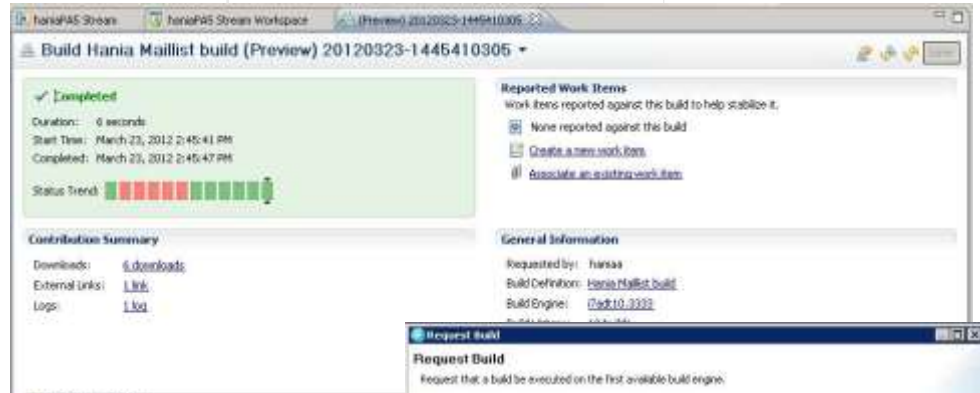 haniaPAS Stream haniaPAS Stream Workspace (Preview) 20120323-1445410305
Build Hania Maillist build (Preview) 20120323-1445410305
Completed
Duration: 6 seconds
Start Time: March 23, 2012 2:45:41 PM
Completed: March 23, 2012 2:45:47 PM
Status Trend:
Reported Work Items
Work items reported against this build to help stabilize it.
None reported against this build
Create a new work item
Associate an existing work item
Contribution Summary
Downloads: 6 downloads
External Links: 1 link
Logs: 1 log
General Information
Requested by: haniaa
Build Definition: Hania Maillist build
Build Engine:
Request Build
Request Build
Request that a build be executed on the first available build engine.